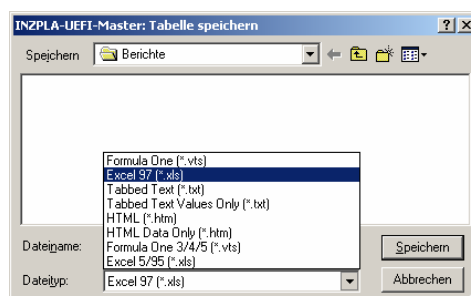 INZPLA-UEFI-Master: Tabelle speichern
Speichern
Berichte
Formula One (*.vts)
Excel 97 (*.xls)
Tabbed Text (*.txt)
Tabbed Text Values Only (*.txt)
HTML (*.htm)
HTML Data Only (*.htm)
Formula One 3/4/5 (*.vts)
Excel 5/95 (*.xls)
Dateiname:
Speichern
Dateityp:
Excel 97 (*.xls)
Abbrechen